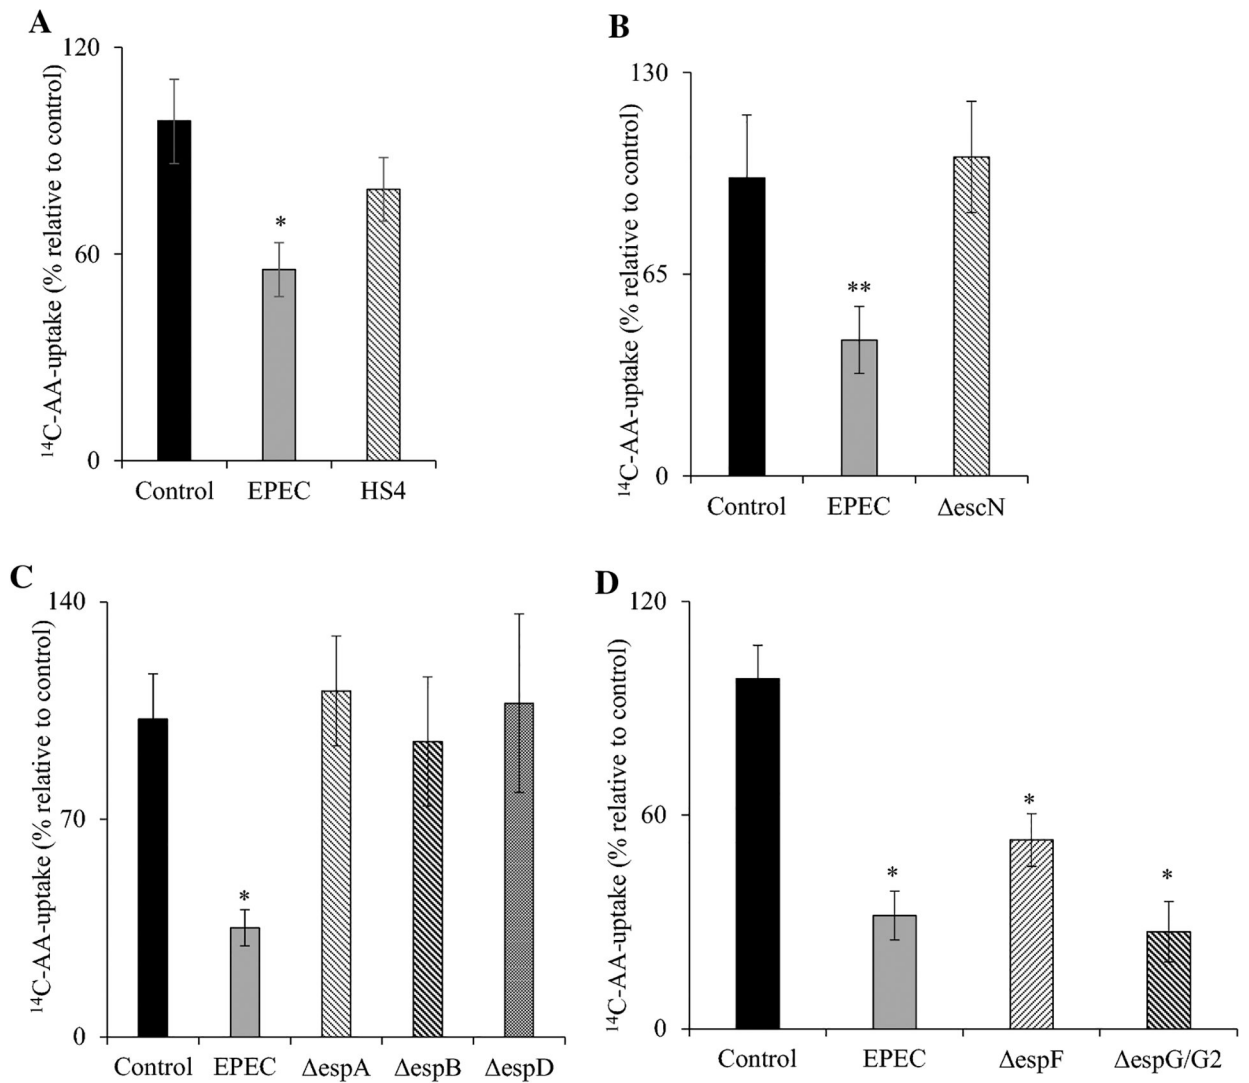 A
120
60
0
¹⁴C-AA-uptake (% relative to control)
*
Control EPEC HS4
B
130
65
0
¹⁴C-AA-uptake (% relative to control)
**
Control EPEC ΔescN
C
140
70
0
¹⁴C-AA-uptake (% relative to control)
*
Control EPEC ΔespA ΔespB ΔespD
D
120
60
0
¹⁴C-AA-uptake (% relative to control)
*
*
*
Control EPEC ΔespF ΔespG/G2